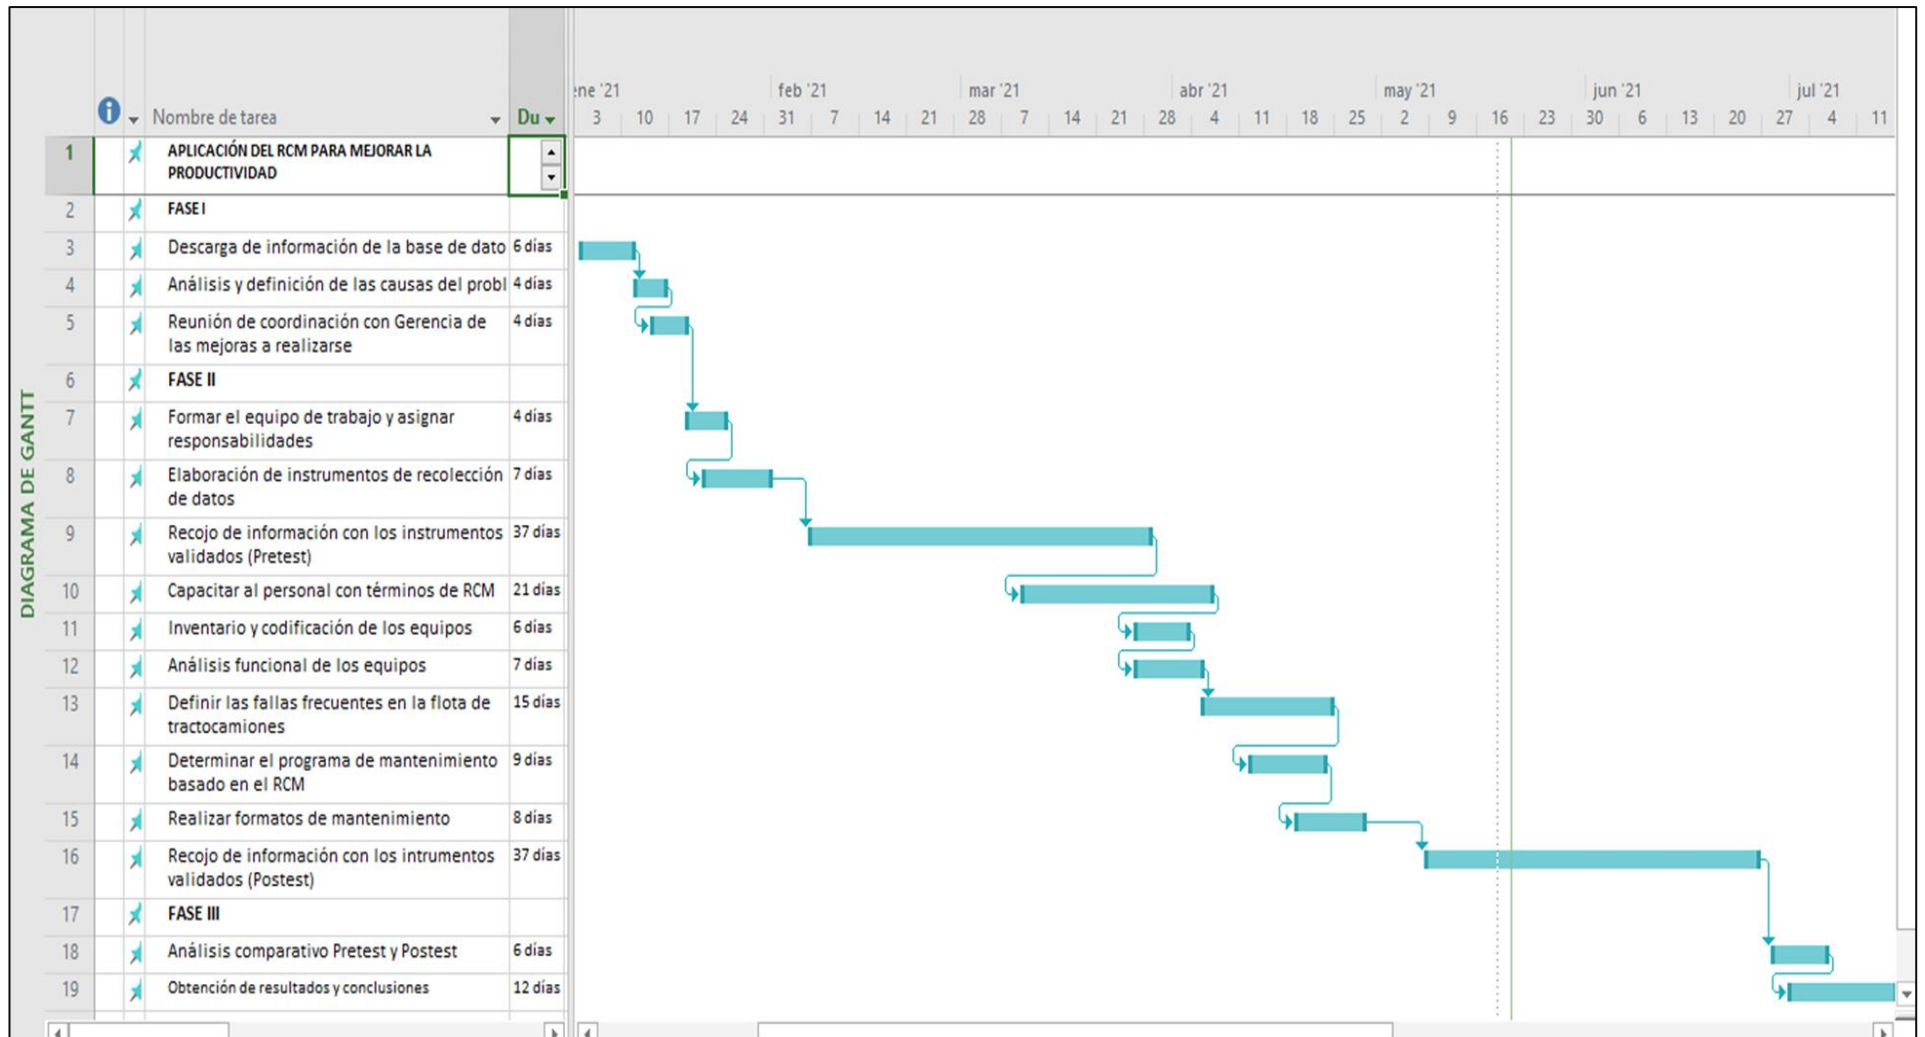 DIAGRAMA DE GANTT
ene '21 feb '21 mar '21 abr '21 may '21 jun '21 jul '21
Nombre de tarea Du 3 10 17 24 31 7 14 21 28 7 14 21 28 4 11 18 25 2 9 16 23 30 6 13 20 27 4 11
1 APLICACIÓN DEL RCM PARA MEJORAR LA
PRODUCTIVIDAD
2 FASE I
3 Descarga de información de la base de dato 6 días
4 Análisis y definición de las causas del probl 4 días
5 Reunión de coordinación con Gerencia de 4 días
las mejoras a realizarse
6 FASE II
7 Formar el equipo de trabajo y asignar 4 días
responsabilidades
8 Elaboración de instrumentos de recolección 7 días
de datos
9 Recojo de información con los instrumentos 37 días
validados (Pretest)
10 Capacitar al personal con términos de RCM 21 días
11 Inventario y codificación de los equipos 6 días
12 Análisis funcional de los equipos 7 días
13 Definir las fallas frecuentes en la flota de 15 días
tractocamiones
14 Determinar el programa de mantenimiento 9 días
basado en el RCM
15 Realizar formatos de mantenimiento 8 días
16 Recojo de información con los intrumentos 37 días
validados (Postest)
17 FASE III
18 Análisis comparativo Pretest y Postest 6 días
19 Obtención de resultados y conclusiones 12 días